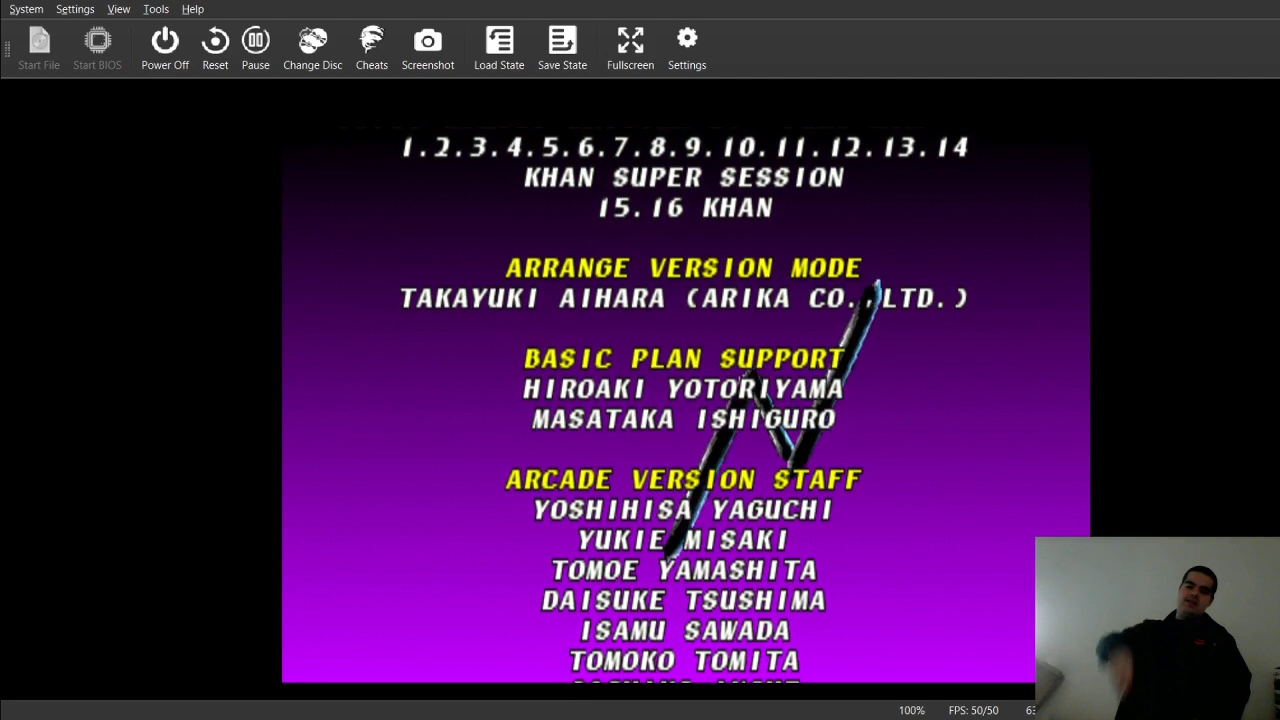 System Settings View Tools Help
Start File Start BIOS Power Off Reset Pause Change Disc Cheats Screenshot Load State Save State Fullscreen Settings
1.2.3.4.5.6.7.8.9.10.11.12.13.14
KHAN SUPER SESSION
15.16 KHAN
ARRANGE VERSION MODE
TAKAYUKI AIHARA (ARIKA CO.,LTD.)
BASIC PLAN SUPPORT
HIROAKI YOTORIYAMA
MASATAKA ISHIGURO
ARCADE VERSION STAFF
YOSHIHISA YAGUCHI
YUKIE MISAKI
TOMOE YAMASHITA
DAISUKE TSUSHIMA
ISAMU SAWADA
TOMOKO TOMITA
100% FPS: 50/50